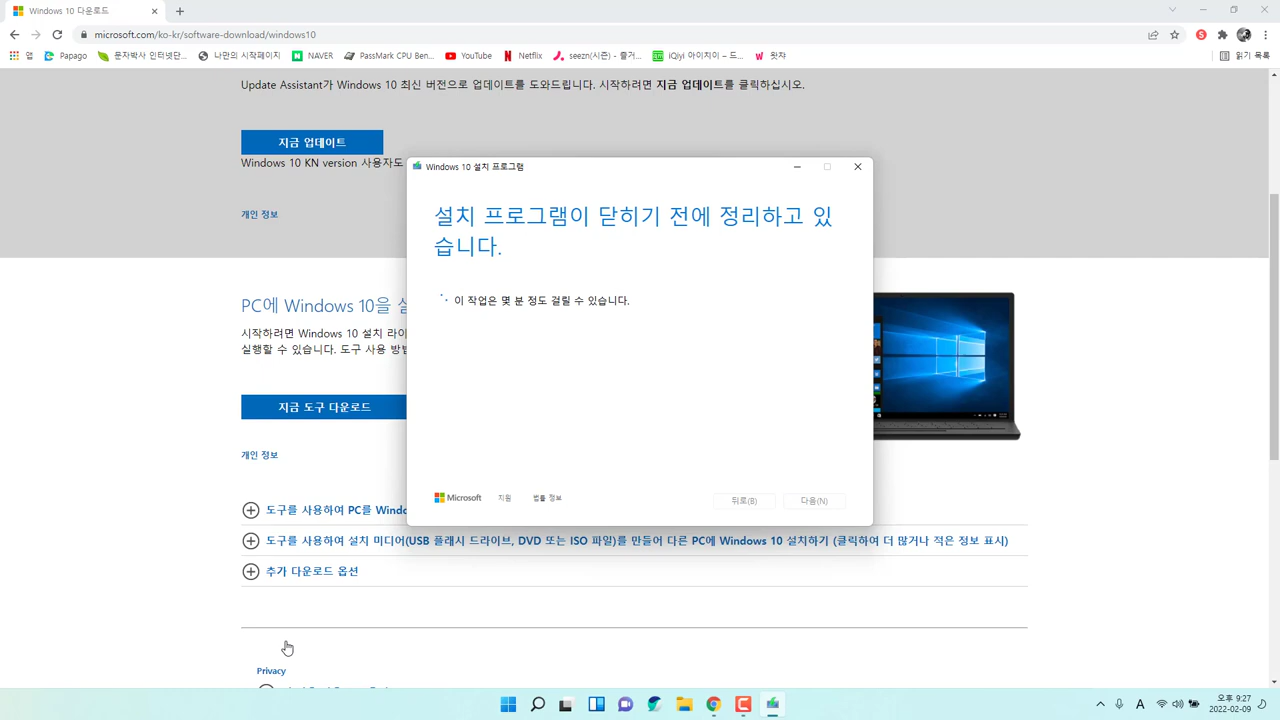 Windows 10 다운로드
microsoft.com/ko-kr/software-download/windows10
앱
Papago
문자박사 인터넷만...
나만의 시작페이지
NAVER
PassMark CPU Ben...
YouTube
Netflix
seezn(시즌) - 즐거...
iQiyi 아이치이 – 드...
왓챠
읽기 목록
Update Assistant가 Windows 10 최신 버전으로 업데이트를 도와드립니다. 시작하려면 지금 업데이트를 클릭하십시오.
지금 업데이트
Windows 10 KN version 사용자도
개인 정보
Windows 10 설치 프로그램
설치 프로그램이 닫히기 전에 정리하고 있
습니다.
이 작업은 몇 분 정도 걸릴 수 있습니다.
Microsoft
지원
법률 정보
뒤로(B)
다음(N)
PC에 Windows 10을
시작하려면 Windows 10 설치 라이
실행할 수 있습니다. 도구 사용 방법
지금 도구 다운로드
개인 정보
도구를 사용하여 PC를 Windo
도구를 사용하여 설치 미디어(USB 플래시 드라이브, DVD 또는 ISO 파일)를 만들어 다른 PC에 Windows 10 설치하기 (클릭하여 더 많거나 적은 정보 표시)
추가 다운로드 옵션
Privacy
A
오후 9:27
2022-02-09